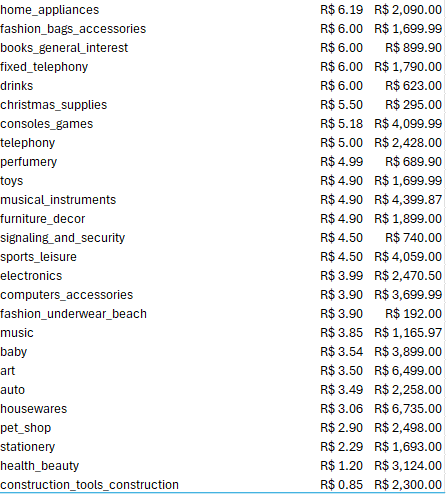 home_appliances R$ 6.19 R$ 2,090.00
fashion_bags_accessories R$ 6.00 R$ 1,699.99
books_general_interest R$ 6.00 R$ 899.90
fixed_telephony R$ 6.00 R$ 1,790.00
drinks R$ 6.00 R$ 623.00
christmas_supplies R$ 5.50 R$ 295.00
consoles_games R$ 5.18 R$ 4,099.99
telephony R$ 5.00 R$ 2,428.00
perfumery R$ 4.99 R$ 689.90
toys R$ 4.90 R$ 1,699.99
musical_instruments R$ 4.90 R$ 4,399.87
furniture_decor R$ 4.90 R$ 1,899.00
signaling_and_security R$ 4.50 R$ 740.00
sports_leisure R$ 4.50 R$ 4,059.00
electronics R$ 3.99 R$ 2,470.50
computers_accessories R$ 3.90 R$ 3,699.99
fashion_underwear_beach R$ 3.90 R$ 192.00
music R$ 3.85 R$ 1,165.97
baby R$ 3.54 R$ 3,899.00
art R$ 3.50 R$ 6,499.00
auto R$ 3.49 R$ 2,258.00
housewares R$ 3.06 R$ 6,735.00
pet_shop R$ 2.90 R$ 2,498.00
stationery R$ 2.29 R$ 1,693.00
health_beauty R$ 1.20 R$ 3,124.00
construction_tools_construction R$ 0.85 R$ 2,300.00